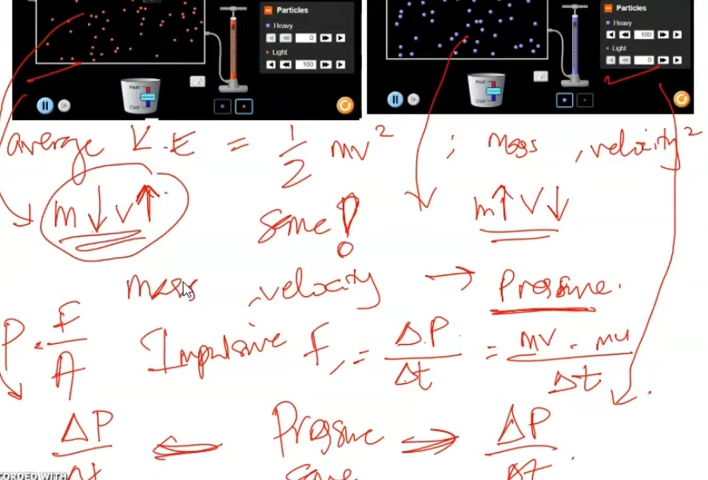 Particles
Heavy
0
Light
100
Heat
Cool
Particles
Heavy
100
Light
0
Heat
Cool
average K.E = 1/2 mv² ; mass, velocity²
m↓v↑ same! m↑v↓
mass, velocity → Pressure.
P = F/A Impulsive F, = ΔP/Δt = mv - mu/Δt
ΔP/Δt ← Pressure same → ΔP/Δt.
RECORDED WITH